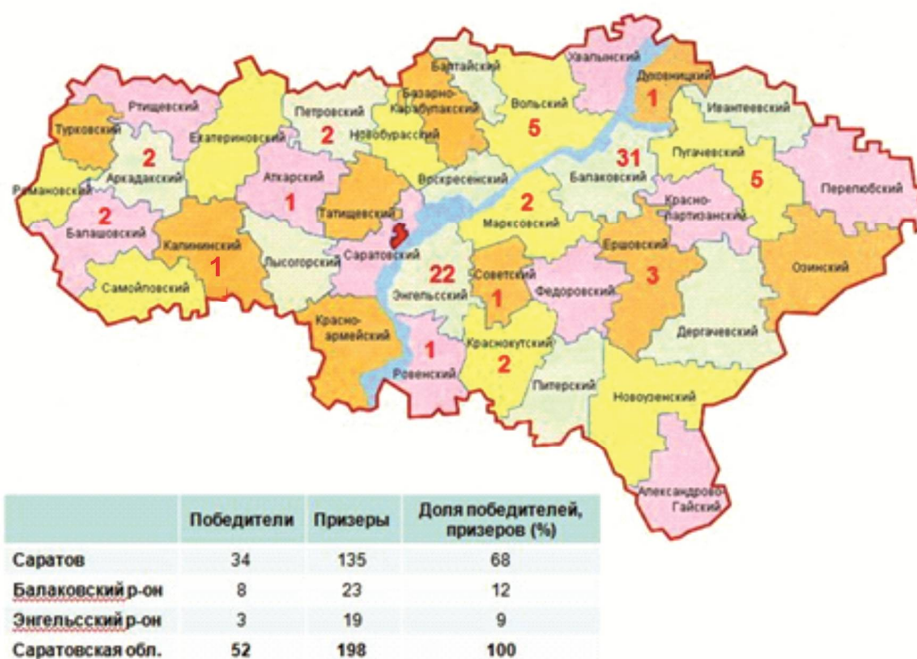 Хвалынский
Балтайский
Духовницкий
1
Ртищевский
Базарно-
Карабулакский
Вольский
5
Ивантеевский
Петровский
2
Турковский
Екатериновский
Новобурасский
31
Балаковский
Пугачевский
5
2
Аркадакский
Аткарский
1
Воскресенский
Романовский
Татищевский
2
Марксовский
Красно-
партизанский
Перелюбский
2
Балашовский
Калининский
1
Лысогорский
Саратовский
22
Энгельсский
Советский
1
Федоровский
Ершовский
3
Озинский
Самойловский
Красно-
армейский
1
Ровенский
Краснокутский
2
Питерский
Дергачевский
Новоузенский
Александрово-
Гайский
Победители Призеры Доля победителей,
призеров (%)
Саратов 34 135 68
Балаковский р-он 8 23 12
Энгельсский р-он 3 19 9
Саратовская обл. 52 198 100